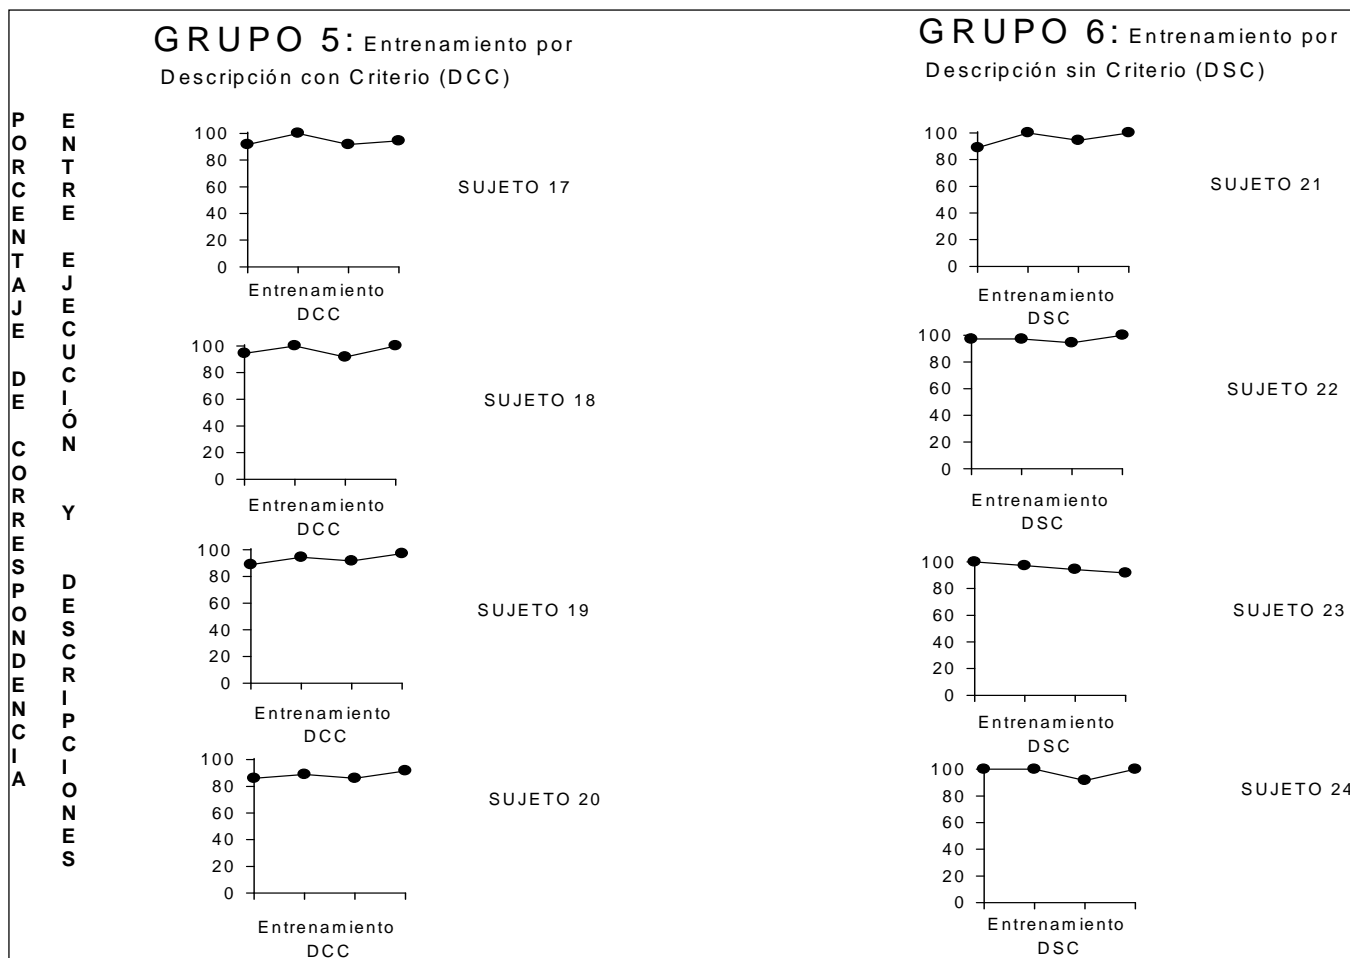 GRUPO 5: Entrenamiento por
Descripción con Criterio (DCC)
GRUPO 6: Entrenamiento por
Descripción sin Criterio (DSC)
PORCENTAJE DE CORRESPONDENCIA
ENTRE EJECUCIÓN Y DESCRIPCIONES
100
80
60
40
20
0
SUJETO 17
Entrenamiento
DCC
100
80
60
40
20
0
SUJETO 18
Entrenamiento
DCC
100
80
60
40
20
0
SUJETO 19
Entrenamiento
DCC
100
80
60
40
20
0
SUJETO 20
Entrenamiento
DCC
100
80
60
40
20
0
SUJETO 21
Entrenamiento
DSC
100
80
60
40
20
0
SUJETO 22
Entrenamiento
DSC
100
80
60
40
20
0
SUJETO 23
Entrenamiento
DSC
100
80
60
40
20
0
SUJETO 24
Entrenamiento
DSC